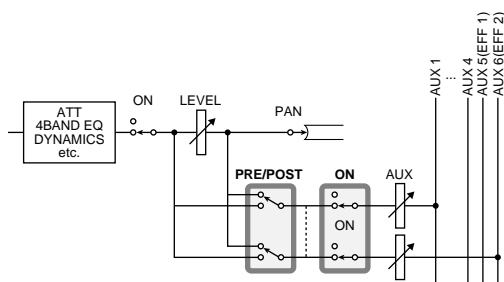 ATT
4BAND EQ
DYNAMICS
etc.
ON
LEVEL
PAN
PRE/POST
ON
AUX
ON
AUX 1
...
AUX 4
AUX 5(EFF 1)
AUX 6(EFF 2)